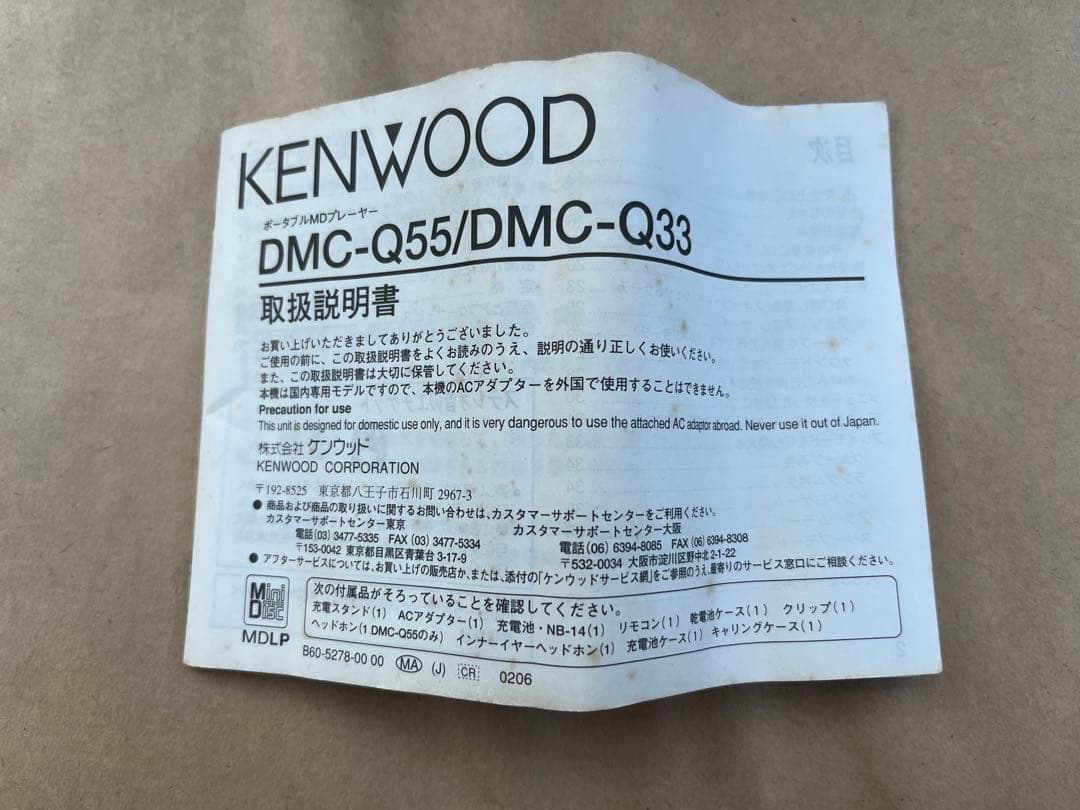 KENWOOD
ポータブルMDプレーヤー
DMC-Q55/DMC-Q33
取扱説明書
お買い上げいただきましてありがとうございました。
ご使用の前に、この取扱説明書をよくお読みのうえ、説明の通り正しくお使いください。
また、この取扱説明書は大切に保管してください。
本機は国内専用モデルですので、本機のACアダプターを外国で使用することはできません。
Precaution for use
This unit is designed for domestic use only, and it is very dangerous to use the attached AC adaptor abroad. Never use it out of Japan.
株式会社 ケンウッド
KENWOOD CORPORATION
〒192-8525 東京都八王子市石川町 2967-3
● 商品および商品の取り扱いに関するお問い合わせは、カスタマーサポートセンターをご利用ください。
カスタマーサポートセンター東京 カスタマーサポートセンター大阪
電話(03) 3477-5335 FAX (03) 3477-5334 電話(06) 6394-8085 FAX (06) 6394-8308
〒153-0042 東京都目黒区青葉台3-17-9 〒532-0034 大阪市淀川区野中北2-1-22
● アフターサービスについては、お買い上げの販売店か、または、添付の「ケンウッドサービス網」をご参照のうえ、最寄りのサービス窓口にご相談ください。
Mini Disc
MDLP
次の付属品がそろっていることを確認してください。
充電スタンド(1) ACアダプター(1) 充電池・NB-14(1) リモコン(1) 乾電池ケース(1) クリップ(1)
ヘッドホン(1 DMC-Q55のみ) インナーイヤーヘッドホン(1) 充電池ケース(1) キャリングケース(1)
B60-5278-00 00 MA (J) CR 0206